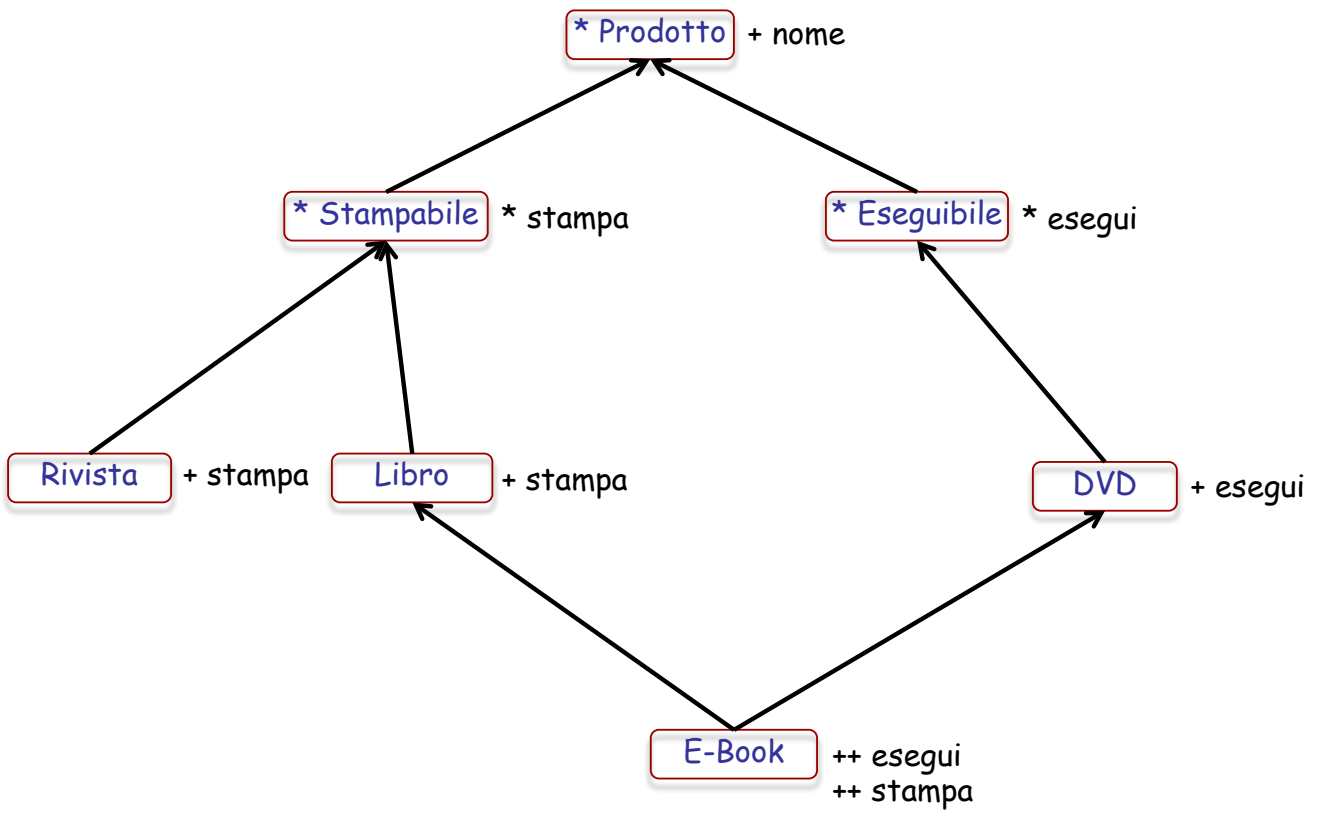 * Prodotto + nome
* Stampabile * stampa
* Eseguibile * esegui
Rivista + stampa
Libro + stampa
DVD + esegui
E-Book ++ esegui
++ stampa